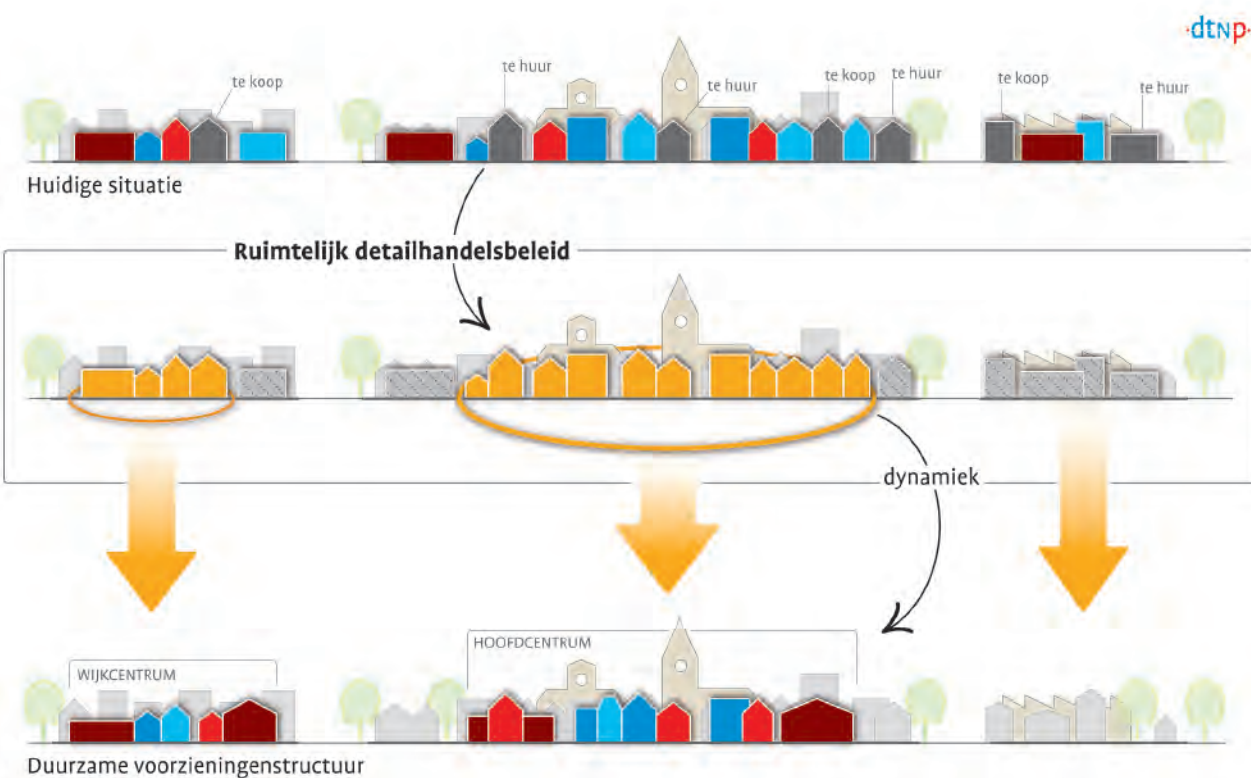 ·dtNp·
te koop
te huur
te huur
te koop
te huur
te koop
te huur
Huidige situatie
Ruimtelijk detailhandelsbeleid
dynamiek
WIJKCENTRUM
HOOFDCENTRUM
Duurzame voorzieningenstructuur